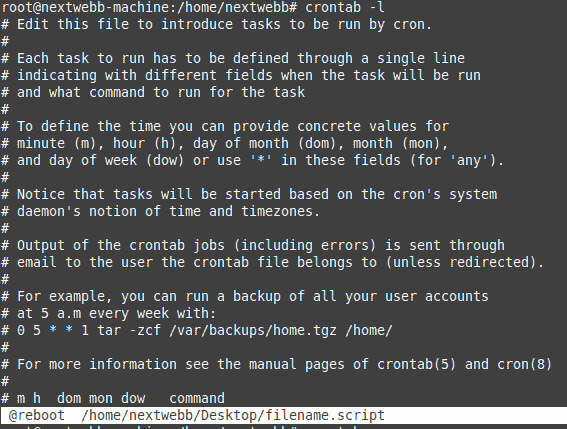 root@nextwebb-machine:/home/nextwebb# crontab -l
# Edit this file to introduce tasks to be run by cron.
#
# Each task to run has to be defined through a single line
# indicating with different fields when the task will be run
# and what command to run for the task
#
# To define the time you can provide concrete values for
# minute (m), hour (h), day of month (dom), month (mon),
# and day of week (dow) or use '*' in these fields (for 'any').
#
# Notice that tasks will be started based on the cron's system
# daemon's notion of time and timezones.
#
# Output of the crontab jobs (including errors) is sent through
# email to the user the crontab file belongs to (unless redirected).
#
# For example, you can run a backup of all your user accounts
# at 5 a.m every week with:
# 0 5 * * 1 tar -zcf /var/backups/home.tgz /home/
#
# For more information see the manual pages of crontab(5) and cron(8)
#
# m h  dom mon dow   command
@reboot  /home/nextwebb/Desktop/filename.script